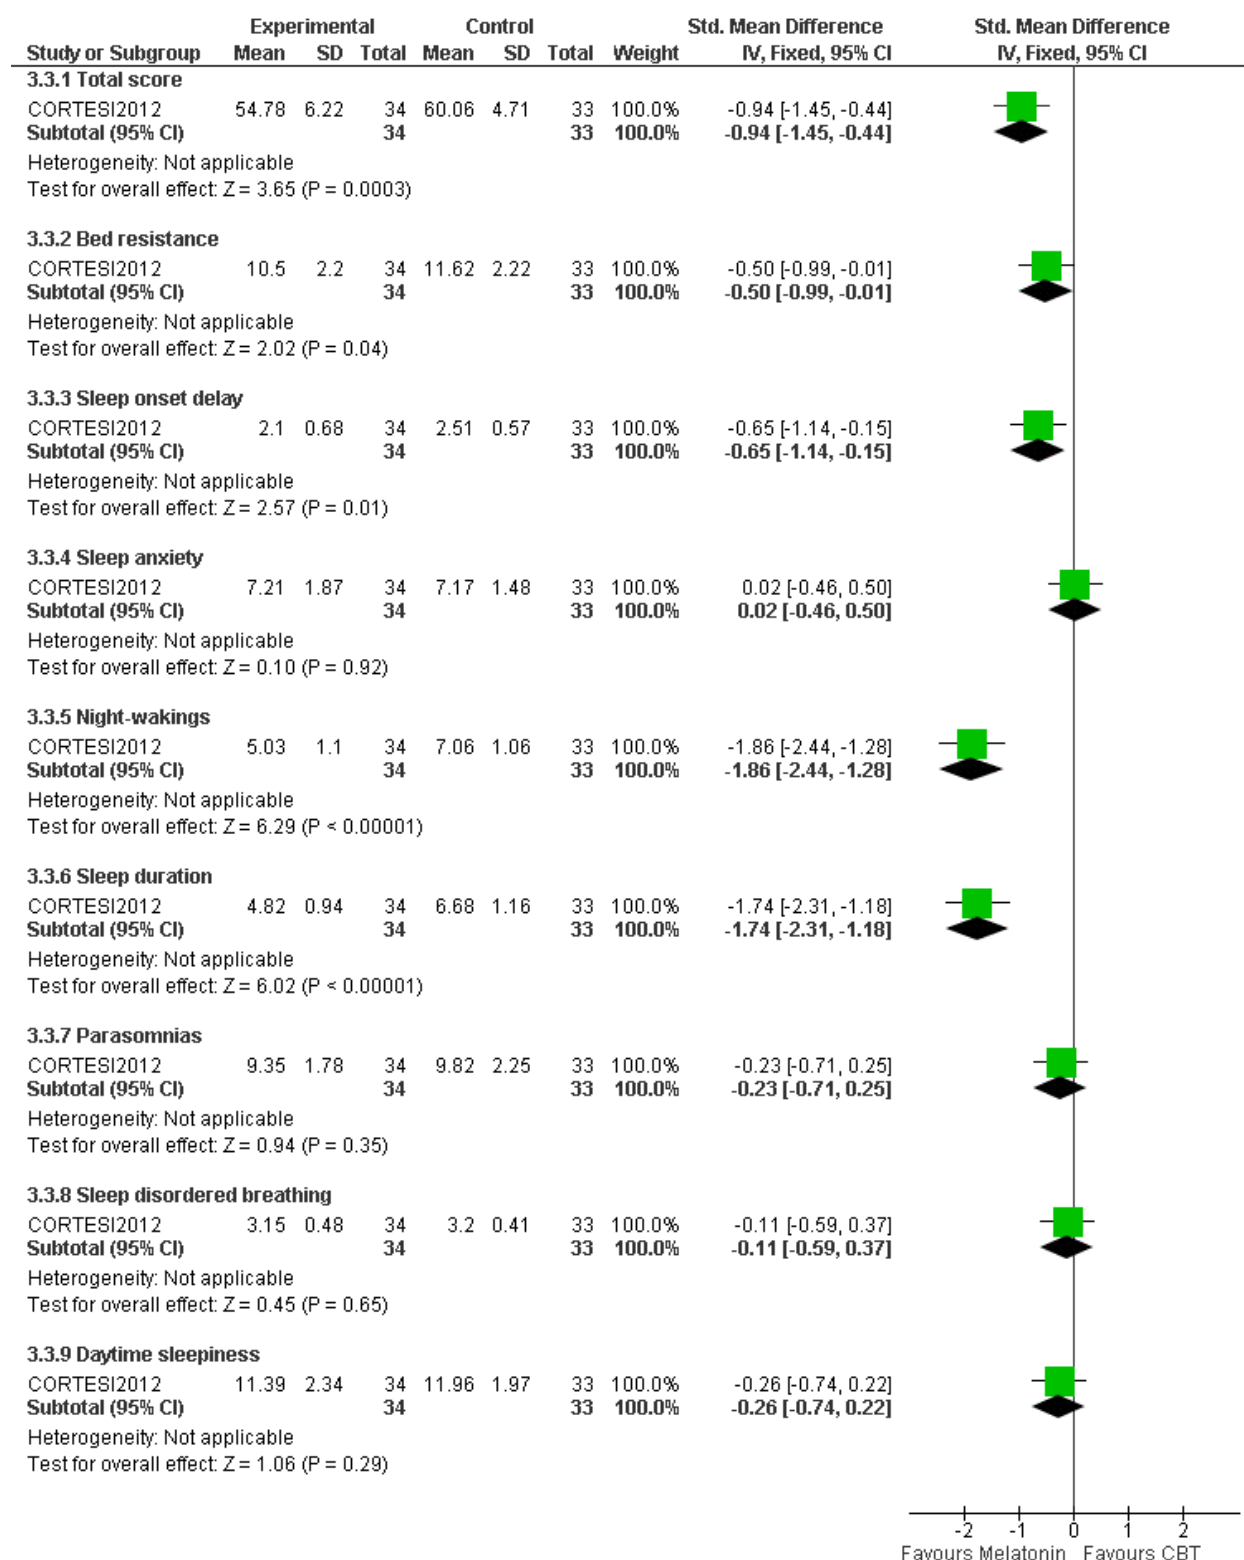 Experimental Control Std. Mean Difference Std. Mean Difference
Study or Subgroup Mean SD Total Mean SD Total Weight IV, Fixed, 95% CI IV, Fixed, 95% CI
3.3.1 Total score
CORTESI2012 54.78 6.22 34 60.06 4.71 33 100.0% -0.94 [-1.45, -0.44]
Subtotal (95% CI) 34 33 100.0% -0.94 [-1.45, -0.44]
Heterogeneity: Not applicable
Test for overall effect: Z = 3.65 (P = 0.0003)
3.3.2 Bed resistance
CORTESI2012 10.5 2.2 34 11.62 2.22 33 100.0% -0.50 [-0.99, -0.01]
Subtotal (95% CI) 34 33 100.0% -0.50 [-0.99, -0.01]
Heterogeneity: Not applicable
Test for overall effect: Z = 2.02 (P = 0.04)
3.3.3 Sleep onset delay
CORTESI2012 2.1 0.68 34 2.51 0.57 33 100.0% -0.65 [-1.14, -0.15]
Subtotal (95% CI) 34 33 100.0% -0.65 [-1.14, -0.15]
Heterogeneity: Not applicable
Test for overall effect: Z = 2.57 (P = 0.01)
3.3.4 Sleep anxiety
CORTESI2012 7.21 1.87 34 7.17 1.48 33 100.0% 0.02 [-0.46, 0.50]
Subtotal (95% CI) 34 33 100.0% 0.02 [-0.46, 0.50]
Heterogeneity: Not applicable
Test for overall effect: Z = 0.10 (P = 0.92)
3.3.5 Night-wakings
CORTESI2012 5.03 1.1 34 7.06 1.06 33 100.0% -1.86 [-2.44, -1.28]
Subtotal (95% CI) 34 33 100.0% -1.86 [-2.44, -1.28]
Heterogeneity: Not applicable
Test for overall effect: Z = 6.29 (P < 0.00001)
3.3.6 Sleep duration
CORTESI2012 4.82 0.94 34 6.68 1.16 33 100.0% -1.74 [-2.31, -1.18]
Subtotal (95% CI) 34 33 100.0% -1.74 [-2.31, -1.18]
Heterogeneity: Not applicable
Test for overall effect: Z = 6.02 (P < 0.00001)
3.3.7 Parasomnias
CORTESI2012 9.35 1.78 34 9.82 2.25 33 100.0% -0.23 [-0.71, 0.25]
Subtotal (95% CI) 34 33 100.0% -0.23 [-0.71, 0.25]
Heterogeneity: Not applicable
Test for overall effect: Z = 0.94 (P = 0.35)
3.3.8 Sleep disordered breathing
CORTESI2012 3.15 0.48 34 3.2 0.41 33 100.0% -0.11 [-0.59, 0.37]
Subtotal (95% CI) 34 33 100.0% -0.11 [-0.59, 0.37]
Heterogeneity: Not applicable
Test for overall effect: Z = 0.45 (P = 0.65)
3.3.9 Daytime sleepiness
CORTESI2012 11.39 2.34 34 11.96 1.97 33 100.0% -0.26 [-0.74, 0.22]
Subtotal (95% CI) 34 33 100.0% -0.26 [-0.74, 0.22]
Heterogeneity: Not applicable
Test for overall effect: Z = 1.06 (P = 0.29)
-2 -1 0 1 2
Favours Melatonin Favours CBT